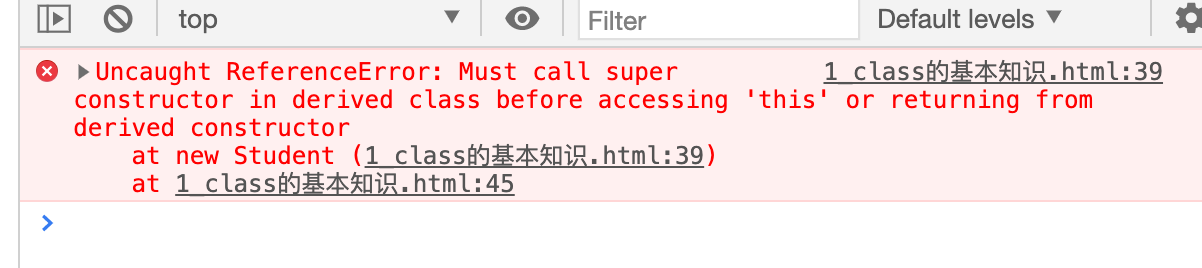 top Filter Default levels ▼
Uncaught ReferenceError: Must call super 1_class的基本知识.html:39
constructor in derived class before accessing 'this' or returning from
derived constructor
at new Student (1_class的基本知识.html:39)
at 1_class的基本知识.html:45